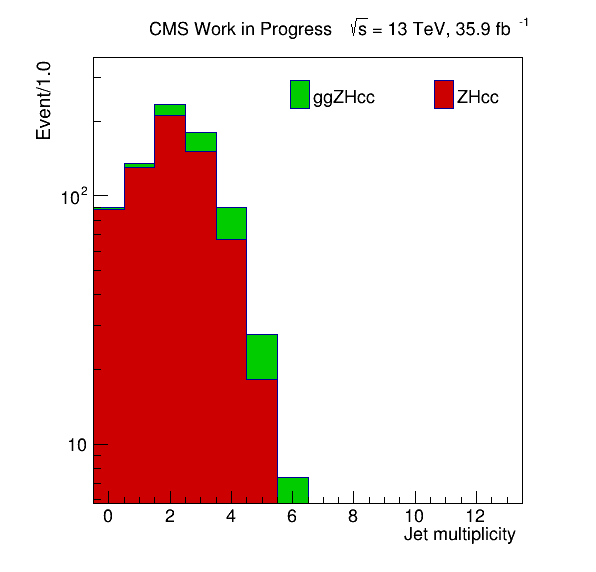 CMS Work in Progress √s = 13 TeV, 35.9 fb⁻¹
Event/1.0
ggZHcc ZHcc
10²
10
0 2 4 6 8 10 12
Jet multiplicity